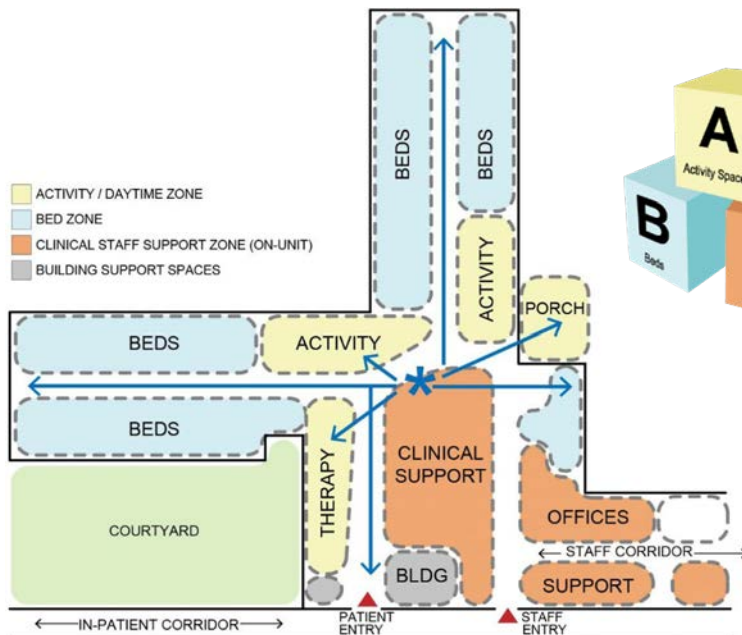 BEDS
BEDS
A
Activity Space
B
Beds
ACTIVITY / DAYTIME ZONE
BED ZONE
CLINICAL STAFF SUPPORT ZONE (ON-UNIT)
BUILDING SUPPORT SPACES
ACTIVITY
PORCH
BEDS
ACTIVITY
*
BEDS
THERAPY
CLINICAL
SUPPORT
COURTYARD
OFFICES
STAFF CORRIDOR
BLDG
SUPPORT
IN-PATIENT CORRIDOR
PATIENT
ENTRY
STAFF
ENTRY